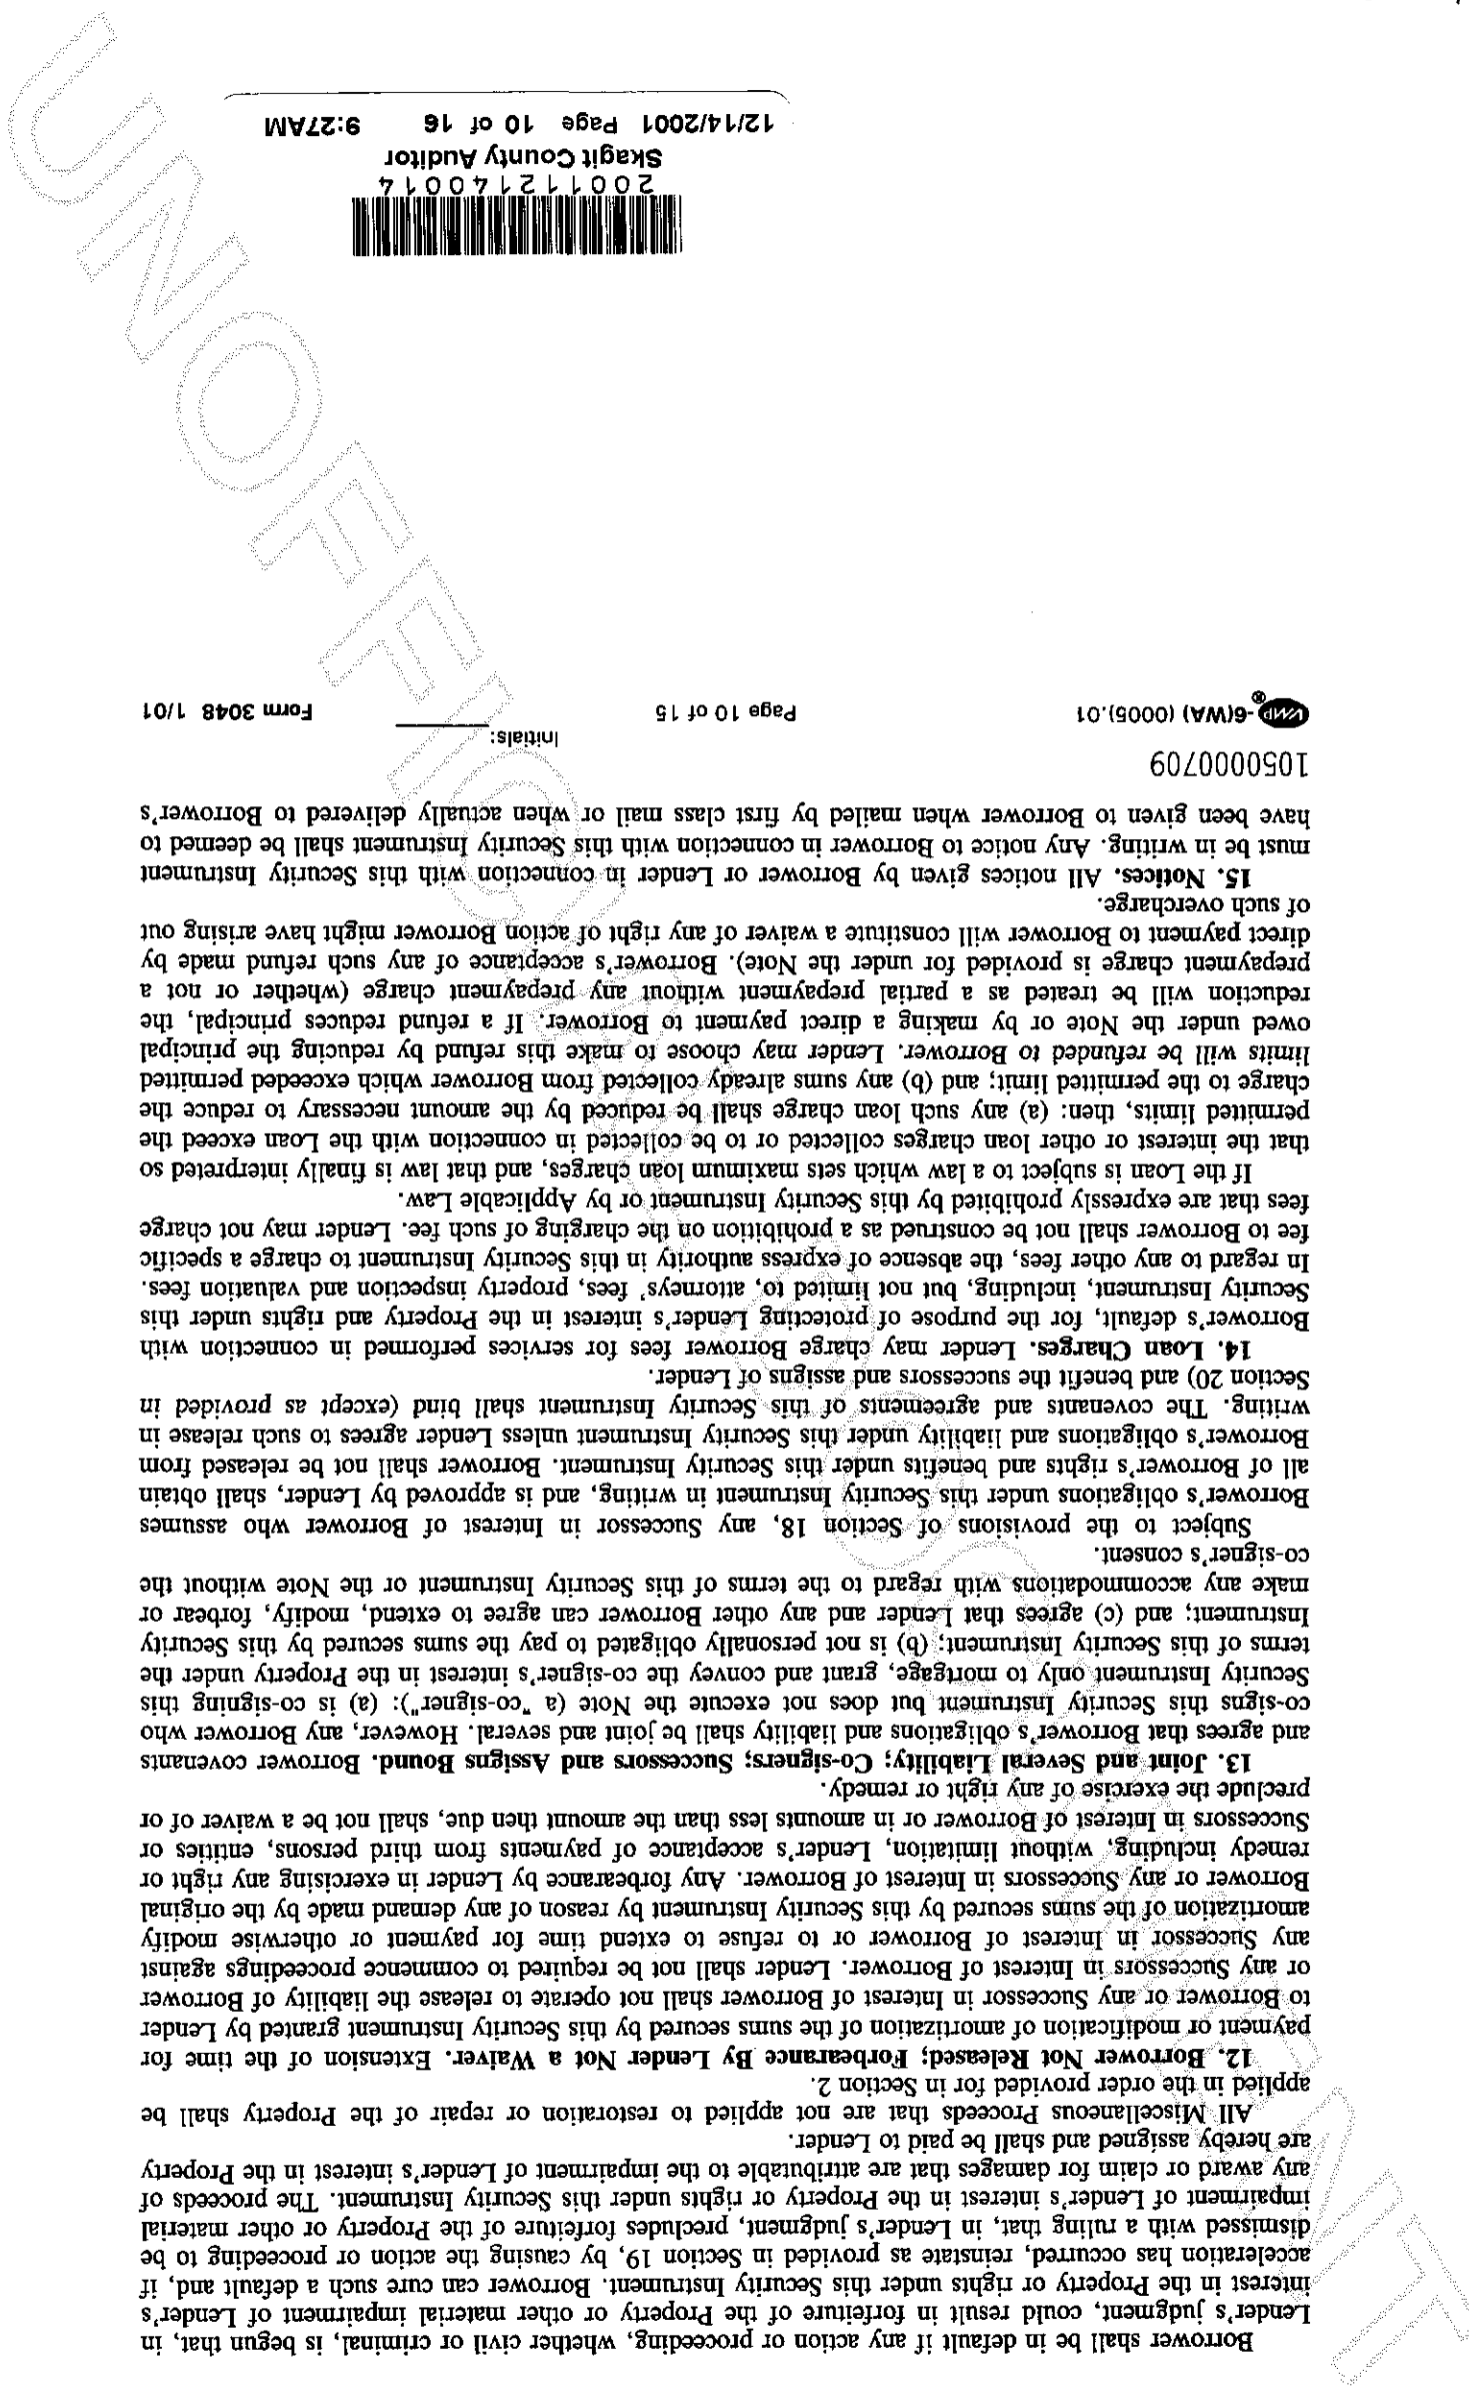 Borrower shall be in default if any action or proceeding, whether civil or criminal, is begun that, in
Lender's judgment, could result in forfeiture of the Property or other material impairment of Lender's
interest in the Property or rights under this Security Instrument. Borrower can cure such a default and, if
acceleration has occurred, reinstate as provided in Section 19, by causing the action or proceeding to be
dismissed with a ruling that, in Lender's judgment, precludes forfeiture of the Property or other material
impairment of Lender's interest in the Property or rights under this Security Instrument. The proceeds of
any award or claim for damages that are attributable to the impairment of Lender's interest in the Property
are hereby assigned and shall be paid to Lender.
All Miscellaneous Proceeds that are not applied to restoration or repair of the Property shall be
applied in the order provided for in Section 2.
12. Borrower Not Released; Forbearance By Lender Not a Waiver. Extension of the time for
payment or modification of amortization of the sums secured by this Security Instrument granted by Lender
to Borrower or any Successor in Interest of Borrower shall not operate to release the liability of Borrower
or any Successors in Interest of Borrower. Lender shall not be required to commence proceedings against
any Successor in Interest of Borrower or to refuse to extend time for payment or otherwise modify
amortization of the sums secured by this Security Instrument by reason of any demand made by the original
Borrower or any Successors in Interest of Borrower. Any forbearance by Lender in exercising any right or
remedy including, without limitation, Lender's acceptance of payments from third persons, entities or
Successors in Interest of Borrower or in amounts less than the amount then due, shall not be a waiver of or
preclude the exercise of any right or remedy.
13. Joint and Several Liability; Co-signers; Successors and Assigns Bound. Borrower covenants
and agrees that Borrower's obligations and liability shall be joint and several. However, any Borrower who
co-signs this Security Instrument but does not execute the Note (a "co-signer"): (a) is co-signing this
Security Instrument only to mortgage, grant and convey the co-signer's interest in the Property under the
terms of this Security Instrument; (b) is not personally obligated to pay the sums secured by this Security
Instrument; and (c) agrees that Lender and any other Borrower can agree to extend, modify, forbear or
make any accommodations with regard to the terms of this Security Instrument or the Note without the
co-signer's consent.
Subject to the provisions of Section 18, any Successor in Interest of Borrower who assumes
Borrower's obligations under this Security Instrument in writing, and is approved by Lender, shall obtain
all of Borrower's rights and benefits under this Security Instrument. Borrower shall not be released from
Borrower's obligations and liability under this Security Instrument unless Lender agrees to such release in
writing. The covenants and agreements of this Security Instrument shall bind (except as provided in
Section 20) and benefit the successors and assigns of Lender.
14. Loan Charges. Lender may charge Borrower fees for services performed in connection with
Borrower's default, for the purpose of protecting Lender's interest in the Property and rights under this
Security Instrument, including, but not limited to, attorneys' fees, property inspection and valuation fees.
In regard to any other fees, the absence of express authority in this Security Instrument to charge a specific
fee to Borrower shall not be construed as a prohibition on the charging of such fee. Lender may not charge
fees that are expressly prohibited by this Security Instrument or by Applicable Law.
If the Loan is subject to a law which sets maximum loan charges, and that law is finally interpreted so
that the interest or other loan charges collected or to be collected in connection with the Loan exceed the
permitted limits, then: (a) any such loan charge shall be reduced by the amount necessary to reduce the
charge to the permitted limit; and (b) any sums already collected from Borrower which exceeded permitted
limits will be refunded to Borrower. Lender may choose to make this refund by reducing the principal
owed under the Note or by making a direct payment to Borrower. If a refund reduces principal, the
reduction will be treated as a partial prepayment without any prepayment charge (whether or not a
prepayment charge is provided for under the Note). Borrower's acceptance of any such refund made by
direct payment to Borrower will constitute a waiver of any right of action Borrower might have arising out
of such overcharge.
15. Notices. All notices given by Borrower or Lender in connection with this Security Instrument
must be in writing. Any notice to Borrower in connection with this Security Instrument shall be deemed to
have been given to Borrower when mailed by first class mail or when actually delivered to Borrower's
105000709
Initials:
VMP®-6(WA) (0005).01 Page 10 of 15 Form 3048 1/01
200112140014
Skagit County Auditor
12/14/2001 Page 10 of 16 9:27AM
UNOFFICIAL DOCUMENT